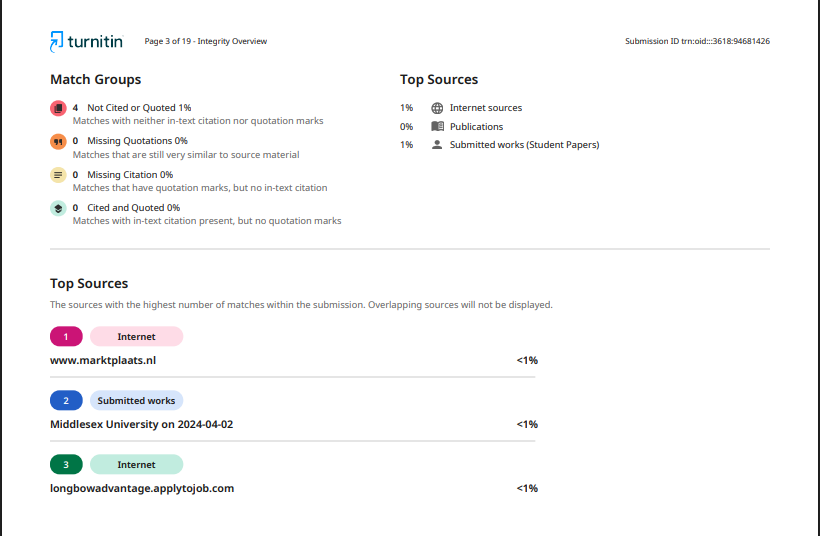 turnitin Page 3 of 19 - Integrity Overview Submission ID trn:oid:::3618:94681426
Match Groups
4 Not Cited or Quoted 1%
Matches with neither in-text citation nor quotation marks
0 Missing Quotations 0%
Matches that are still very similar to source material
0 Missing Citation 0%
Matches that have quotation marks, but no in-text citation
0 Cited and Quoted 0%
Matches with in-text citation present, but no quotation marks
Top Sources
1% Internet sources
0% Publications
1% Submitted works (Student Papers)
Top Sources
The sources with the highest number of matches within the submission. Overlapping sources will not be displayed.
1 Internet
www.marktplaats.nl <1%
2 Submitted works
Middlesex University on 2024-04-02 <1%
3 Internet
longbowadvantage.applytojob.com <1%